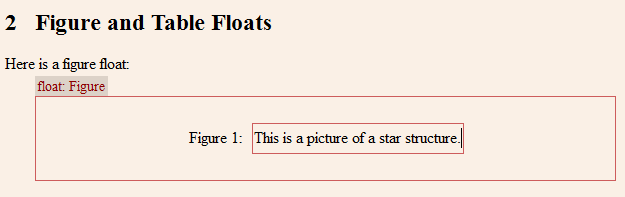 2 Figure and Table Floats
Here is a figure float:
float: Figure
Figure 1: This is a picture of a star structure.